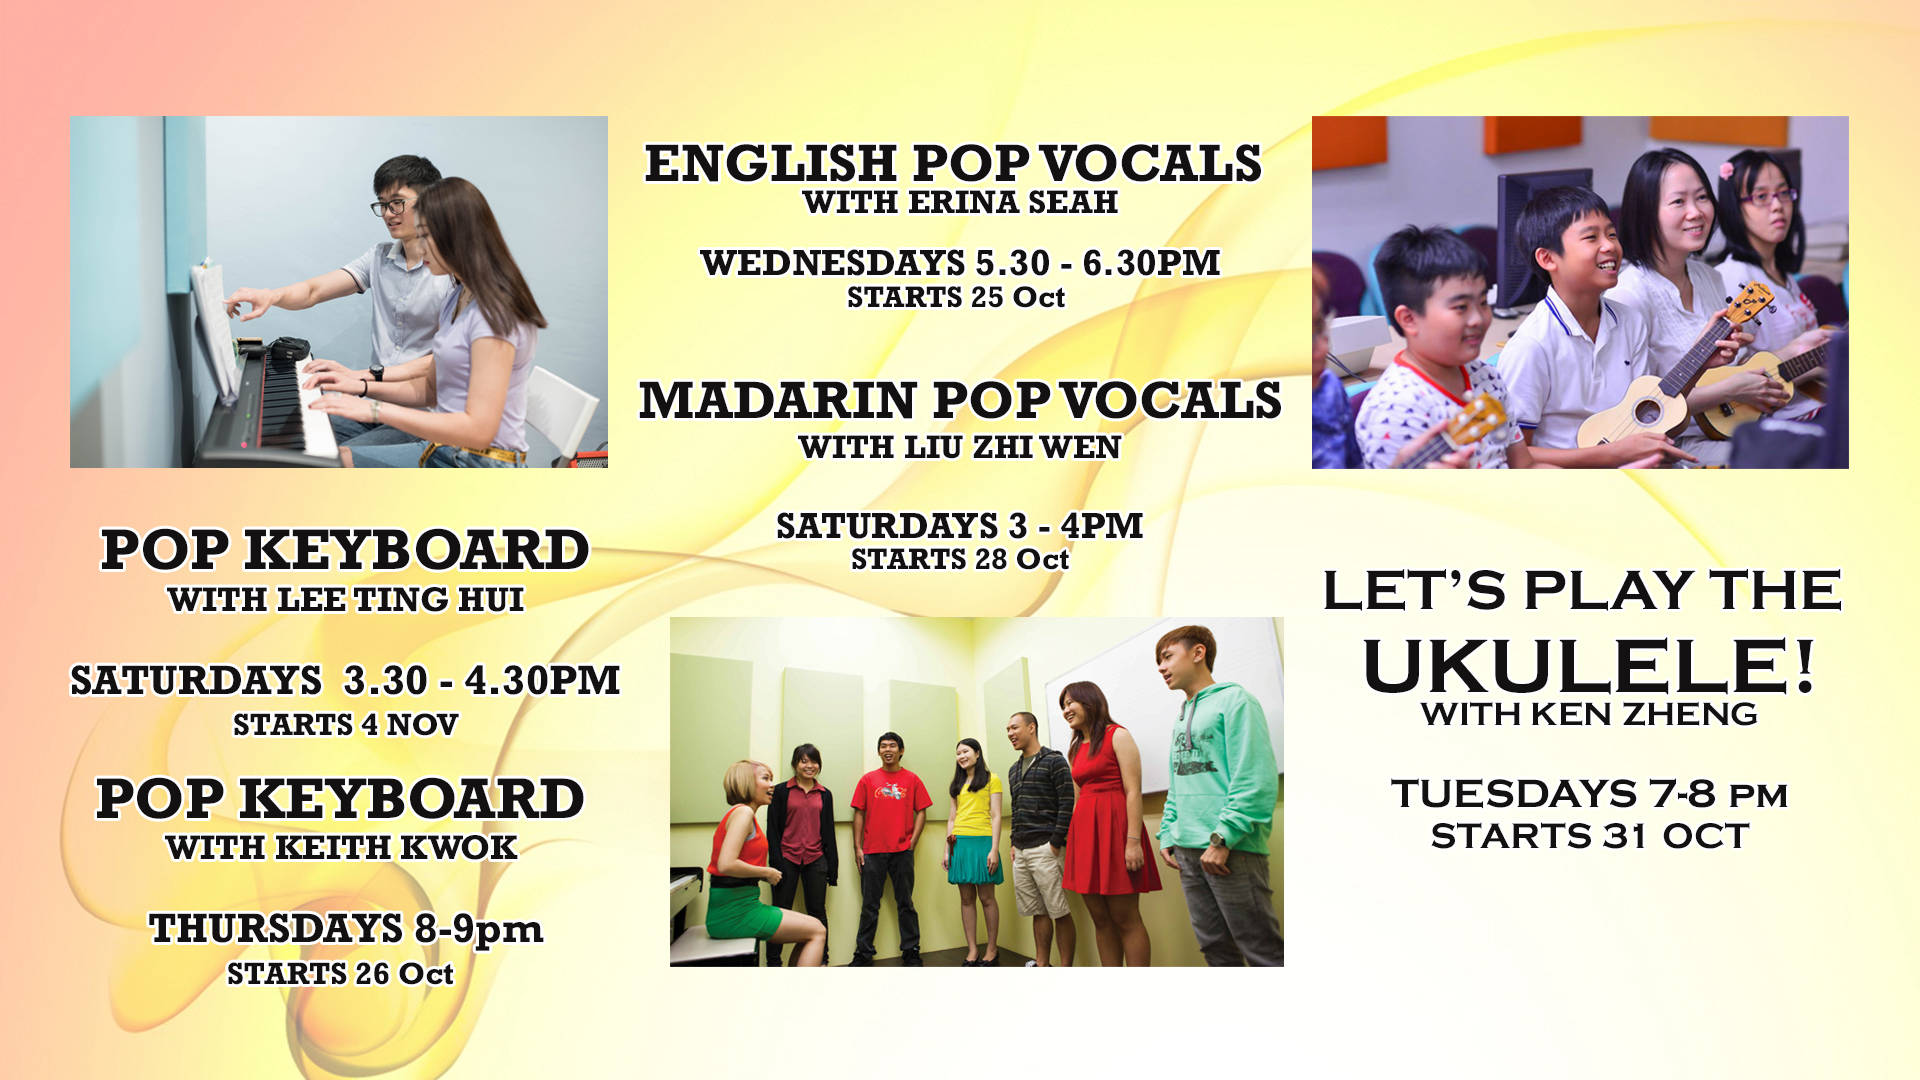 ENGLISH POP VOCALS
WITH ERINA SEAH
WEDNESDAYS 5.30 - 6.30PM
STARTS 25 Oct
MADARIN POP VOCALS
WITH LIU ZHI WEN
SATURDAYS 3 - 4PM
STARTS 28 Oct
POP KEYBOARD
WITH LEE TING HUI
SATURDAYS 3.30 - 4.30PM
STARTS 4 NOV
POP KEYBOARD
WITH KEITH KWOK
THURSDAYS 8-9pm
STARTS 26 Oct
LET'S PLAY THE
UKULELE!
WITH KEN ZHENG
TUESDAYS 7-8 PM
STARTS 31 OCT